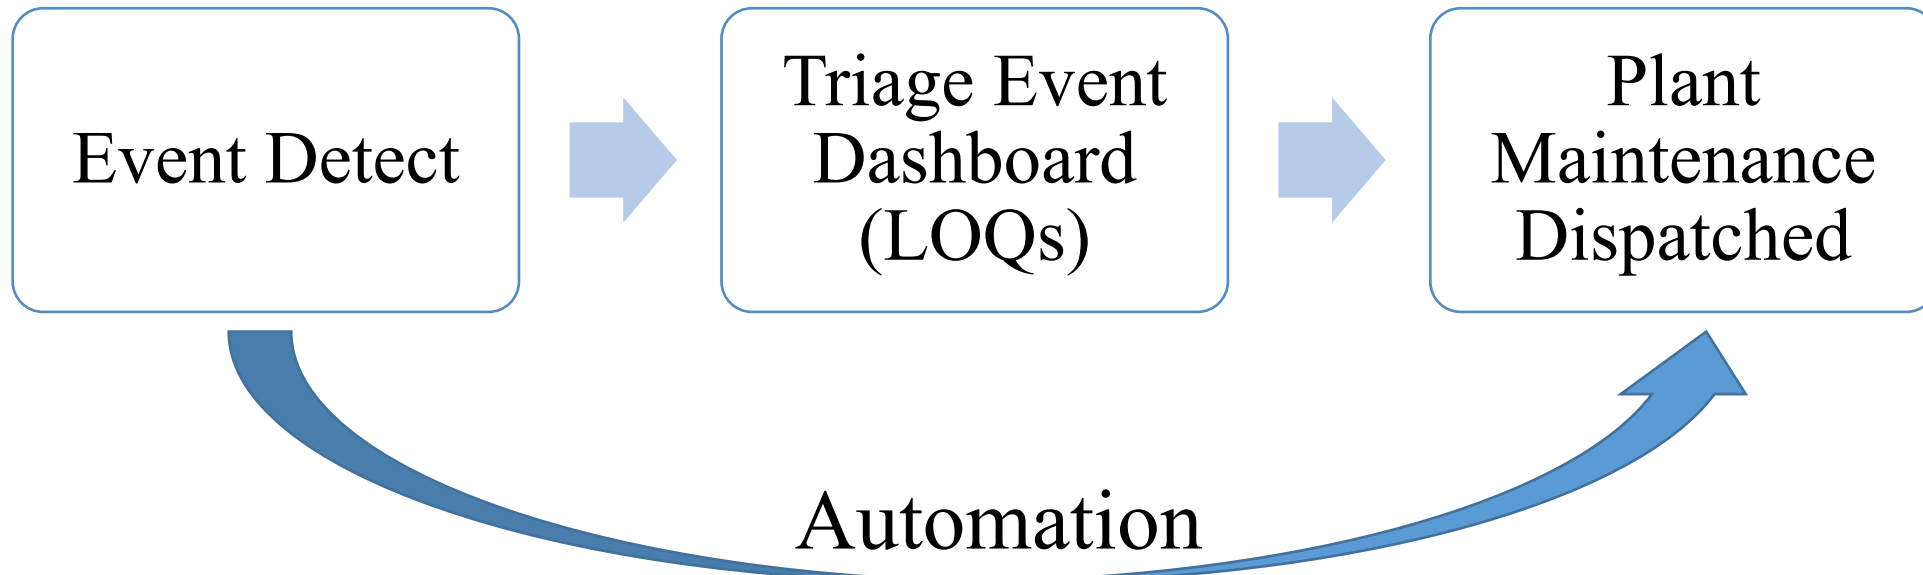 Event Detect
Triage Event
Dashboard
(LOQs)
Plant
Maintenance
Dispatched
Automation